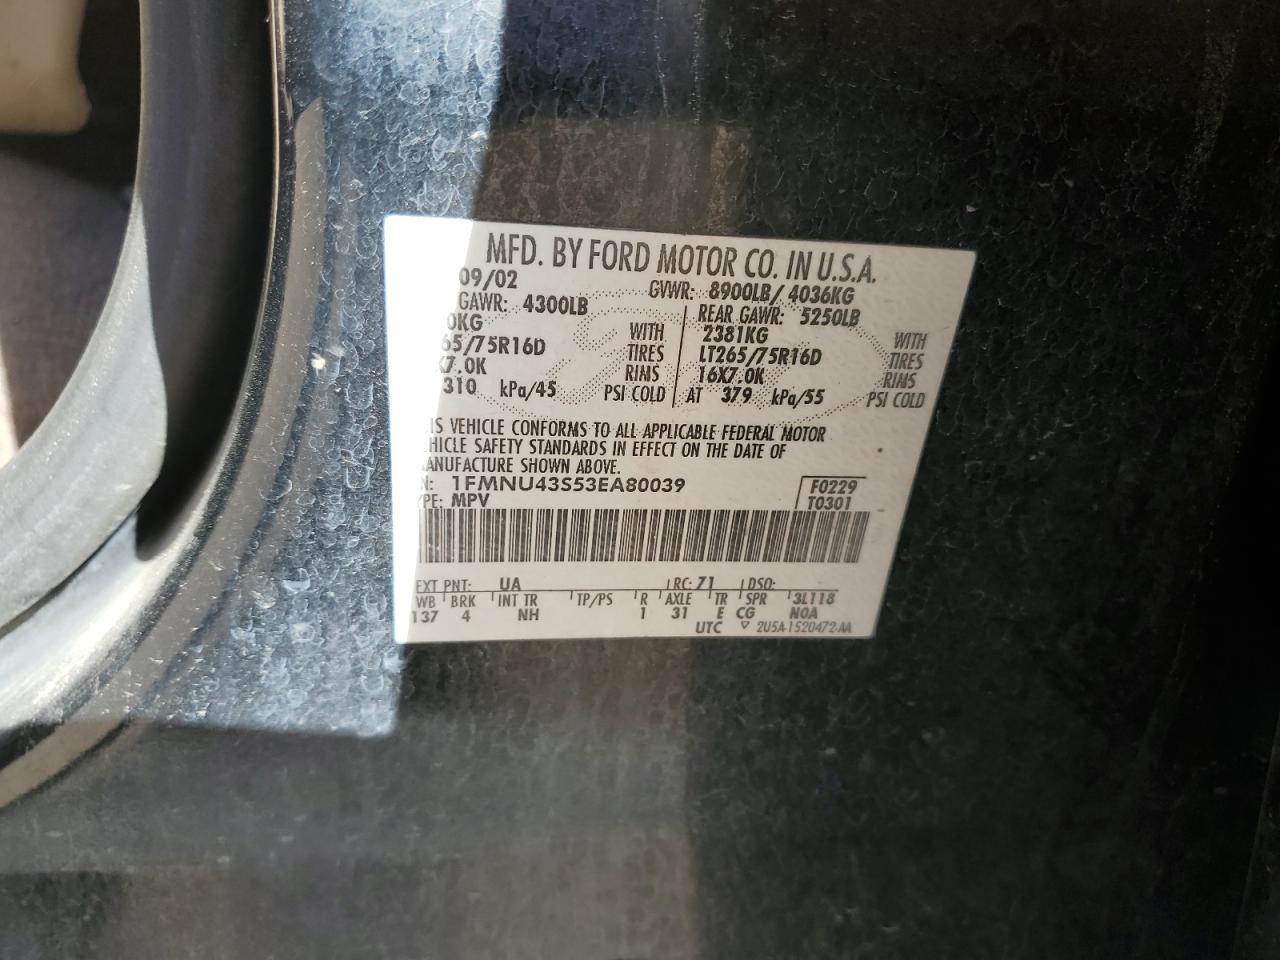 MFD. BY FORD MOTOR CO. IN U.S.A.
09/02 GVWR: 8900LB/ 4036KG
GAWR: 4300LB REAR GAWR: 5250LB
0KG WITH 2381KG WITH
65/75R16D TIRES LT265/75R16D TIRES
X7.0K RIMS 16X7.0K RIMS
310 kPa/45 PSI COLD AT 379 kPa/55 PSI COLD
IS VEHICLE CONFORMS TO ALL APPLICABLE FEDERAL MOTOR
HICLE SAFETY STANDARDS IN EFFECT ON THE DATE OF
ANUFACTURE SHOWN ABOVE.
N: 1FMNU43S53EA80039 F0229
PE: MPV T0301
EXT PNT: UA RC: 71 DSO:
WB BRK INT TR TP/PS R AXLE TR SPR 3L118
137 4 NH 1 31 E CG NOA
UTC ▽ 2U5A-1520472-AA